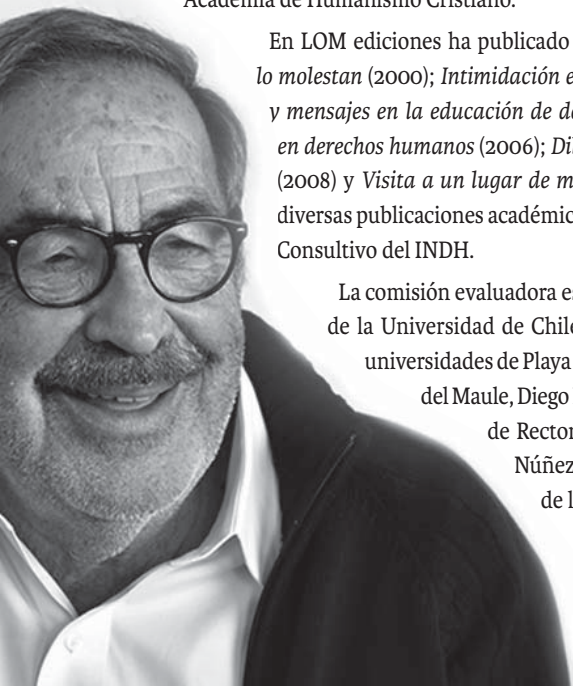 Academia de Humanismo Cristiano.
En LOM ediciones ha publicado
lo molestan (2000); Intimidación e
y mensajes en la educación de d
en derechos humanos (2006); Di
(2008) y Visita a un lugar de m
diversas publicaciones académic
Consultivo del INDH.
La comisión evaluadora es
de la Universidad de Chile
universidades de Playa
del Maule, Diego
de Rector
Núñez
de l